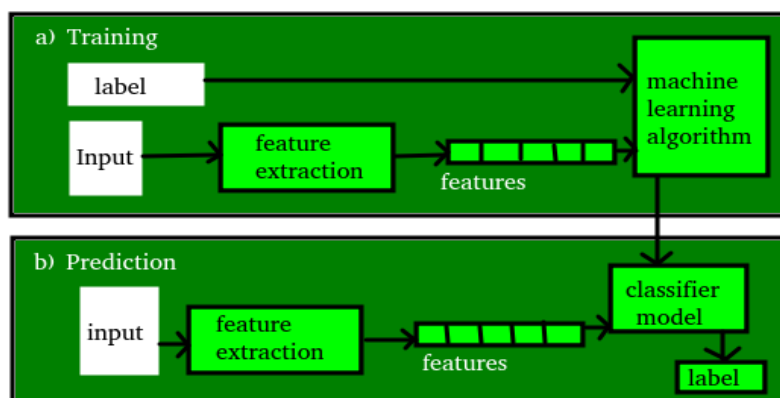 a) Training
label
machine
learning
algorithm
Input
feature
extraction
features
b) Prediction
input
feature
extraction
features
classifier
model
label